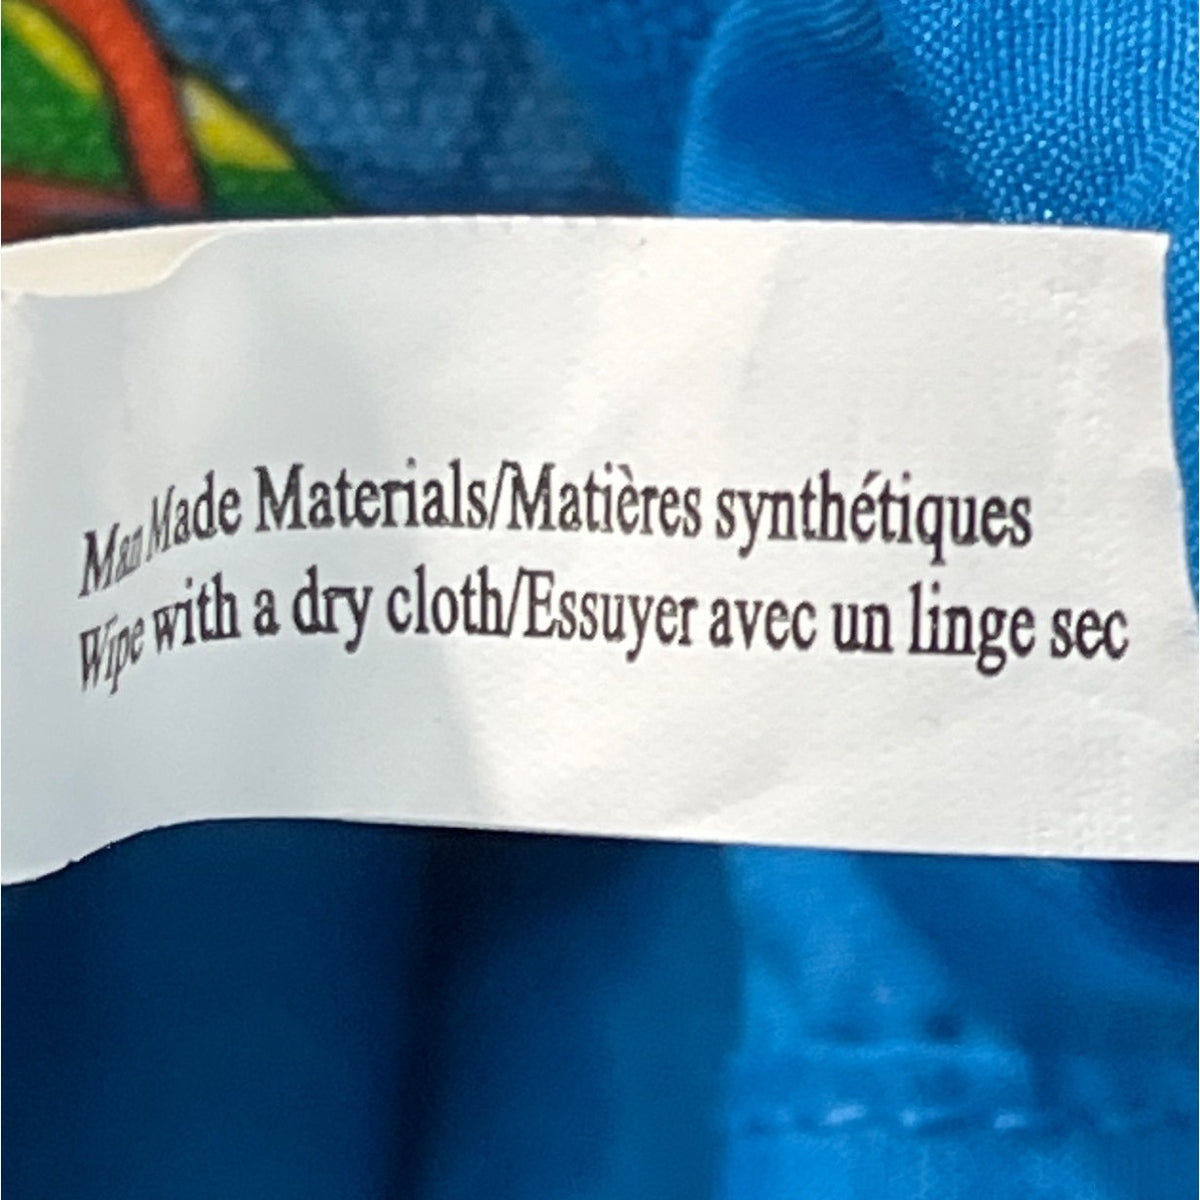 Man Made Materials/Matières synthétiques
Wipe with a dry cloth/Essuyer avec un linge sec